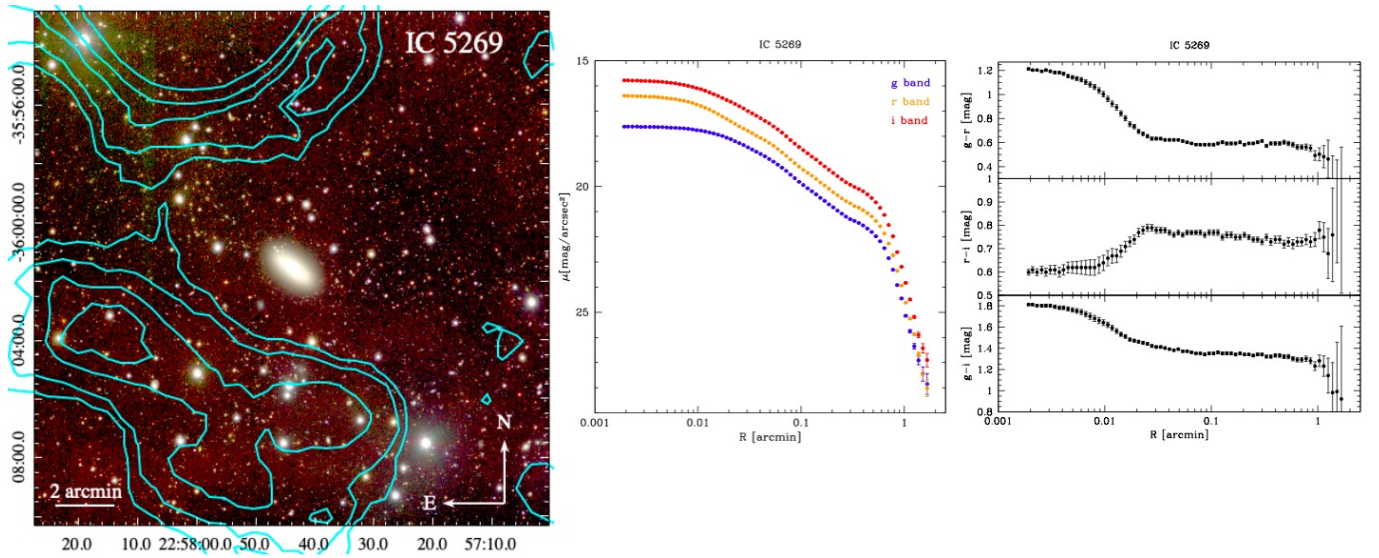 IC 5269
-35:56:00.0
-36:00:00.0
04:00.0
08:00.0
2 arcmin
N
E
20.0 10.0 22:58:00.0 50.0 40.0 30.0 20.0 57:10.0
IC 5269
g band
r band
i band
μ[mag/arcsec²]
15
20
25
0.001 0.01 0.1 1
R [arcmin]
IC 5269
g-r [mag]
1.2
1
0.8
0.6
0.4
r-i [mag]
1
0.9
0.8
0.7
0.6
0.5
g-i [mag]
1.8
1.6
1.4
1.2
1
0.8
0.001 0.01 0.1 1
R [arcmin]